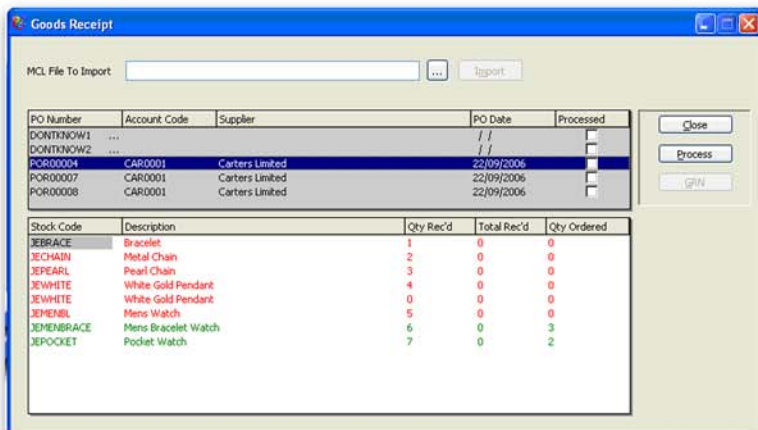 Goods Receipt
MCL File To Import ... Import
PO Number Account Code Supplier PO Date Processed
DONTKNOW1 ... / /
DONTKNOW2 ... / /
POR00004 CAR0001 Carters Limited 22/09/2006
POR00007 CAR0001 Carters Limited 22/09/2006
POR00008 CAR0001 Carters Limited 22/09/2006
Close
Process
GRN
Stock Code Description Qty Rec'd Total Rec'd Qty Ordered
JEBRACE Bracelet 1 0 0
JECHAIN Metal Chain 2 0 0
JEPEARL Pearl Chain 3 0 0
JEWHITE White Gold Pendant 4 0 0
JEWHITE White Gold Pendant 0 0 0
JEMENBL Mens Watch 5 0 0
JEMENBRACE Mens Bracelet Watch 6 0 3
JEPOCKET Pocket Watch 7 0 2